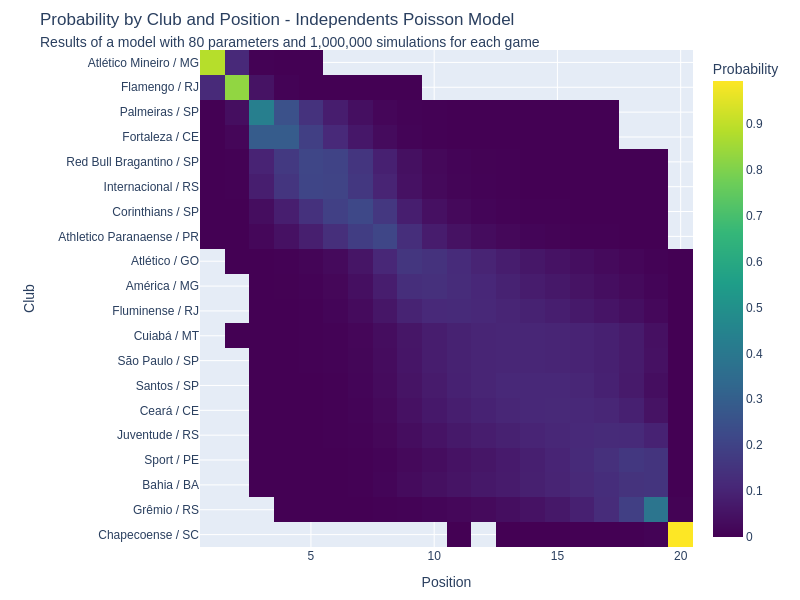 Probability by Club and Position - Independents Poisson Model
Results of a model with 80 parameters and 1,000,000 simulations for each game
Probability
Atlético Mineiro / MG
Flamengo / RJ
Palmeiras / SP
Fortaleza / CE
Red Bull Bragantino / SP
Internacional / RS
Corinthians / SP
Athletico Paranaense / PR
Atlético / GO
América / MG
Fluminense / RJ
Cuiabá / MT
São Paulo / SP
Santos / SP
Ceará / CE
Juventude / RS
Sport / PE
Bahia / BA
Grêmio / RS
Chapecoense / SC
Club
0.9
0.8
0.7
0.6
0.5
0.4
0.3
0.2
0.1
0
5
10
15
20
Position